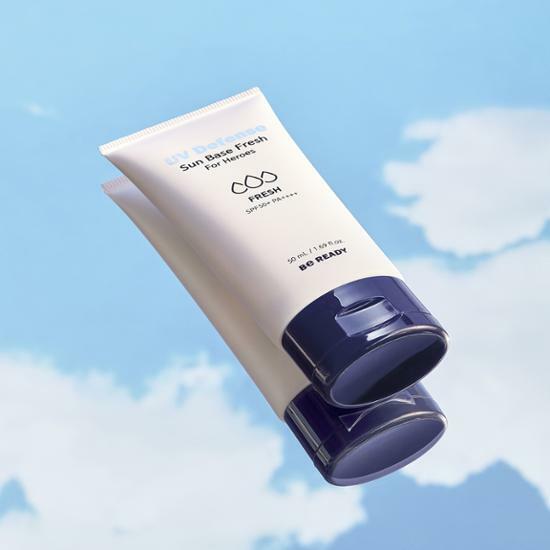 UV Defense
Sun Base Fresh
For Heroes
FRESH
SPF50+ PA++++
50 mL / 1.69 fl.oz.
Be READY